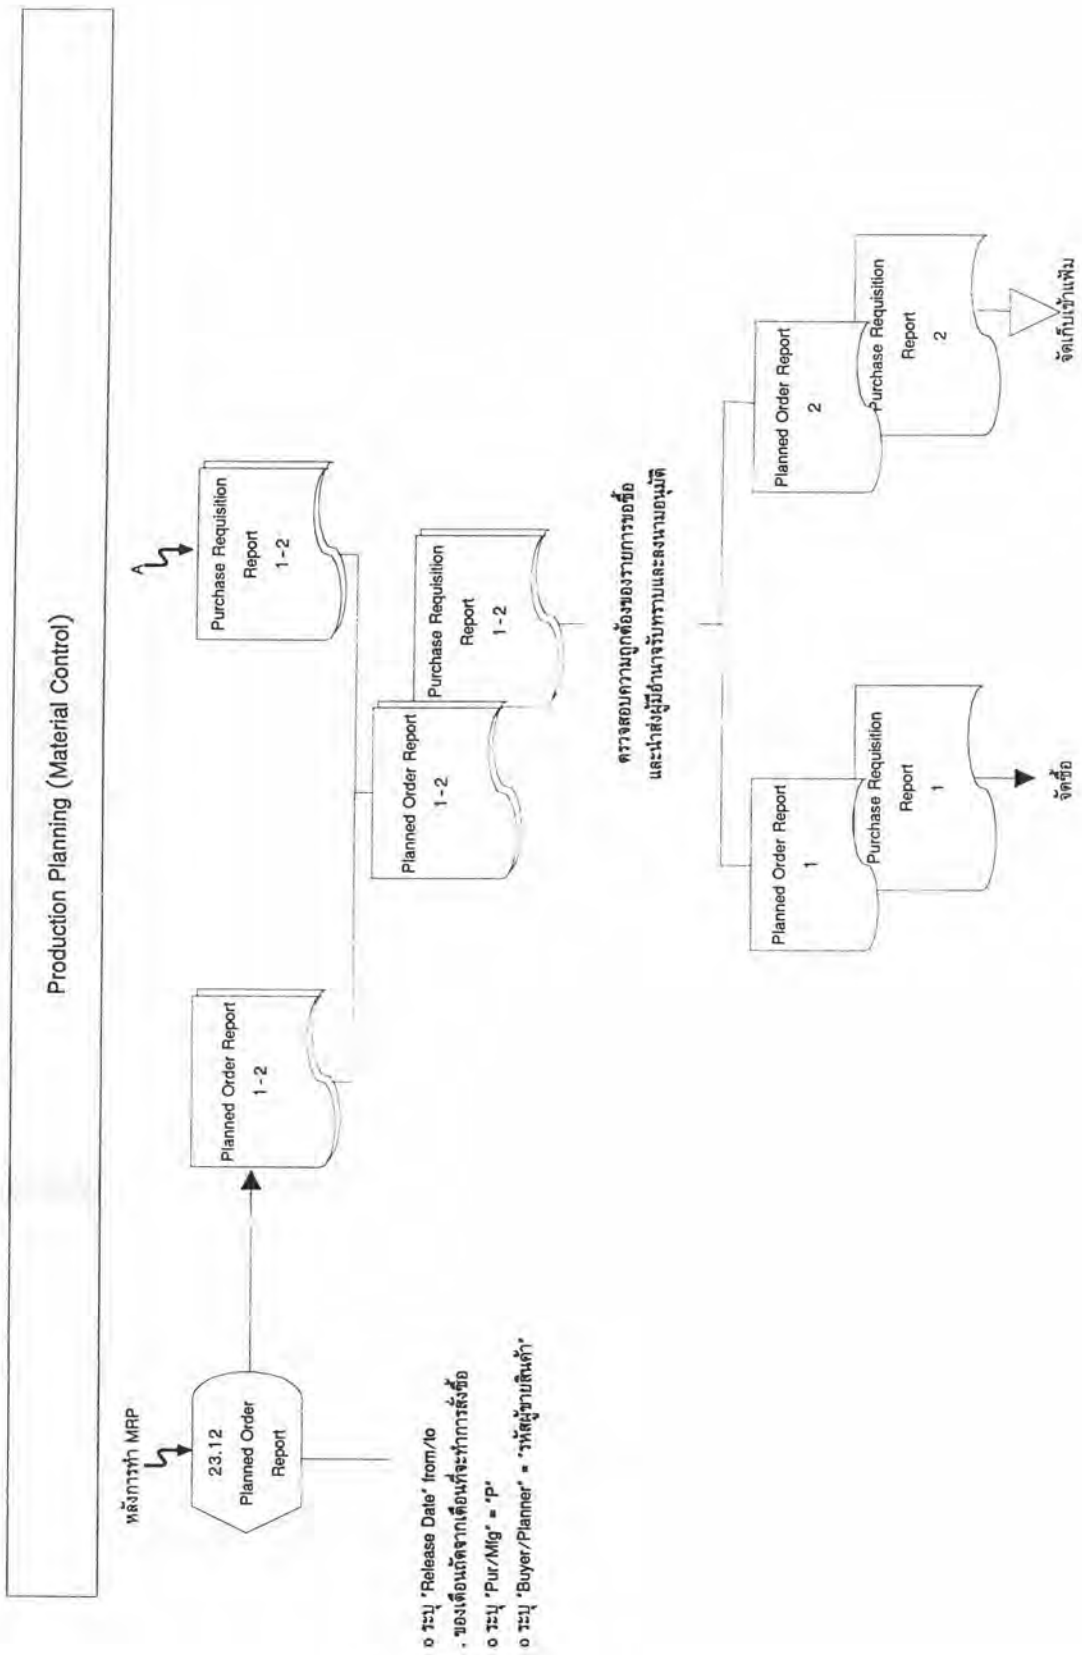 Production Planning (Material Control)
หลังการทำ MRP
23.12
Planned Order
Report
o ระบุ "Release Date" from/to
. ของเดือนถัดจากเดือนที่จะทำการสั่งซื้อ
o ระบุ "Pur/Mfg" = "P"
o ระบุ "Buyer/Planner" = "รหัสผู้ขายสินค้า"
Planned Order Report
1-2
A
Purchase Requisition
Report
1-2
Planned Order Report
1-2
Purchase Requisition
Report
1-2
ตรวจสอบความถูกต้องของรายการขอซื้อ
และนำส่งผู้มีอำนาจรับทราบและลงนามอนุมัติ
Planned Order Report
1
Purchase Requisition
Report
1
จัดซื้อ
Planned Order Report
2
Purchase Requisition
Report
2
จัดเก็บเข้าแฟ้ม